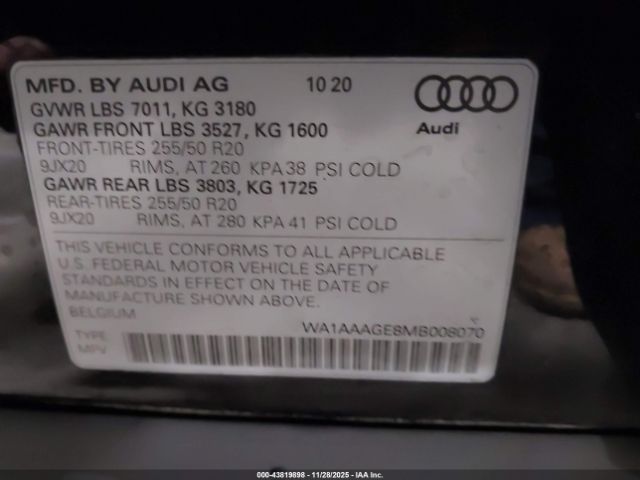 MFD. BY AUDI AG 10 20
GVWR LBS 7011, KG 3180
GAWR FRONT LBS 3527, KG 1600
FRONT-TIRES 255/50 R20
9JX20 RIMS, AT 260 KPA 38 PSI COLD
GAWR REAR LBS 3803, KG 1725
REAR-TIRES 255/50 R20
9JX20 RIMS, AT 280 KPA 41 PSI COLD
Audi
THIS VEHICLE CONFORMS TO ALL APPLICABLE
U.S. FEDERAL MOTOR VEHICLE SAFETY
STANDARDS IN EFFECT ON THE DATE OF
MANUFACTURE SHOWN ABOVE.
BELGIUM
WA1AAAGE8MB008070
TYPE
MPV
000-43819898 - 11/28/2025 - IAA Inc.